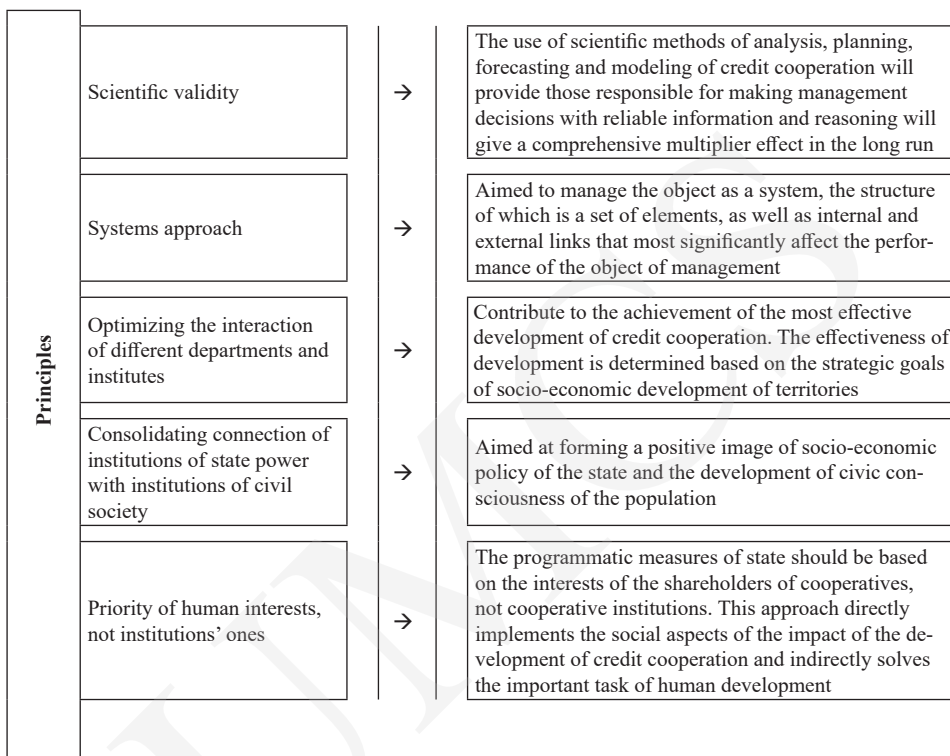 Principles
Scientific validity
→
The use of scientific methods of analysis, planning,
forecasting and modeling of credit cooperation will
provide those responsible for making management
decisions with reliable information and reasoning will
give a comprehensive multiplier effect in the long run
Systems approach
→
Aimed to manage the object as a system, the structure
of which is a set of elements, as well as internal and
external links that most significantly affect the perfor-
mance of the object of management
Optimizing the interaction
of different departments and
institutes
→
Contribute to the achievement of the most effective
development of credit cooperation. The effectiveness of
development is determined based on the strategic goals
of socio-economic development of territories
Consolidating connection of
institutions of state power
with institutions of civil
society
→
Aimed at forming a positive image of socio-economic
policy of the state and the development of civic con-
sciousness of the population
Priority of human interests,
not institutions’ ones
→
The programmatic measures of state should be based
on the interests of the shareholders of cooperatives,
not cooperative institutions. This approach directly
implements the social aspects of the impact of the de-
velopment of credit cooperation and indirectly solves
the important task of human development
UMCS